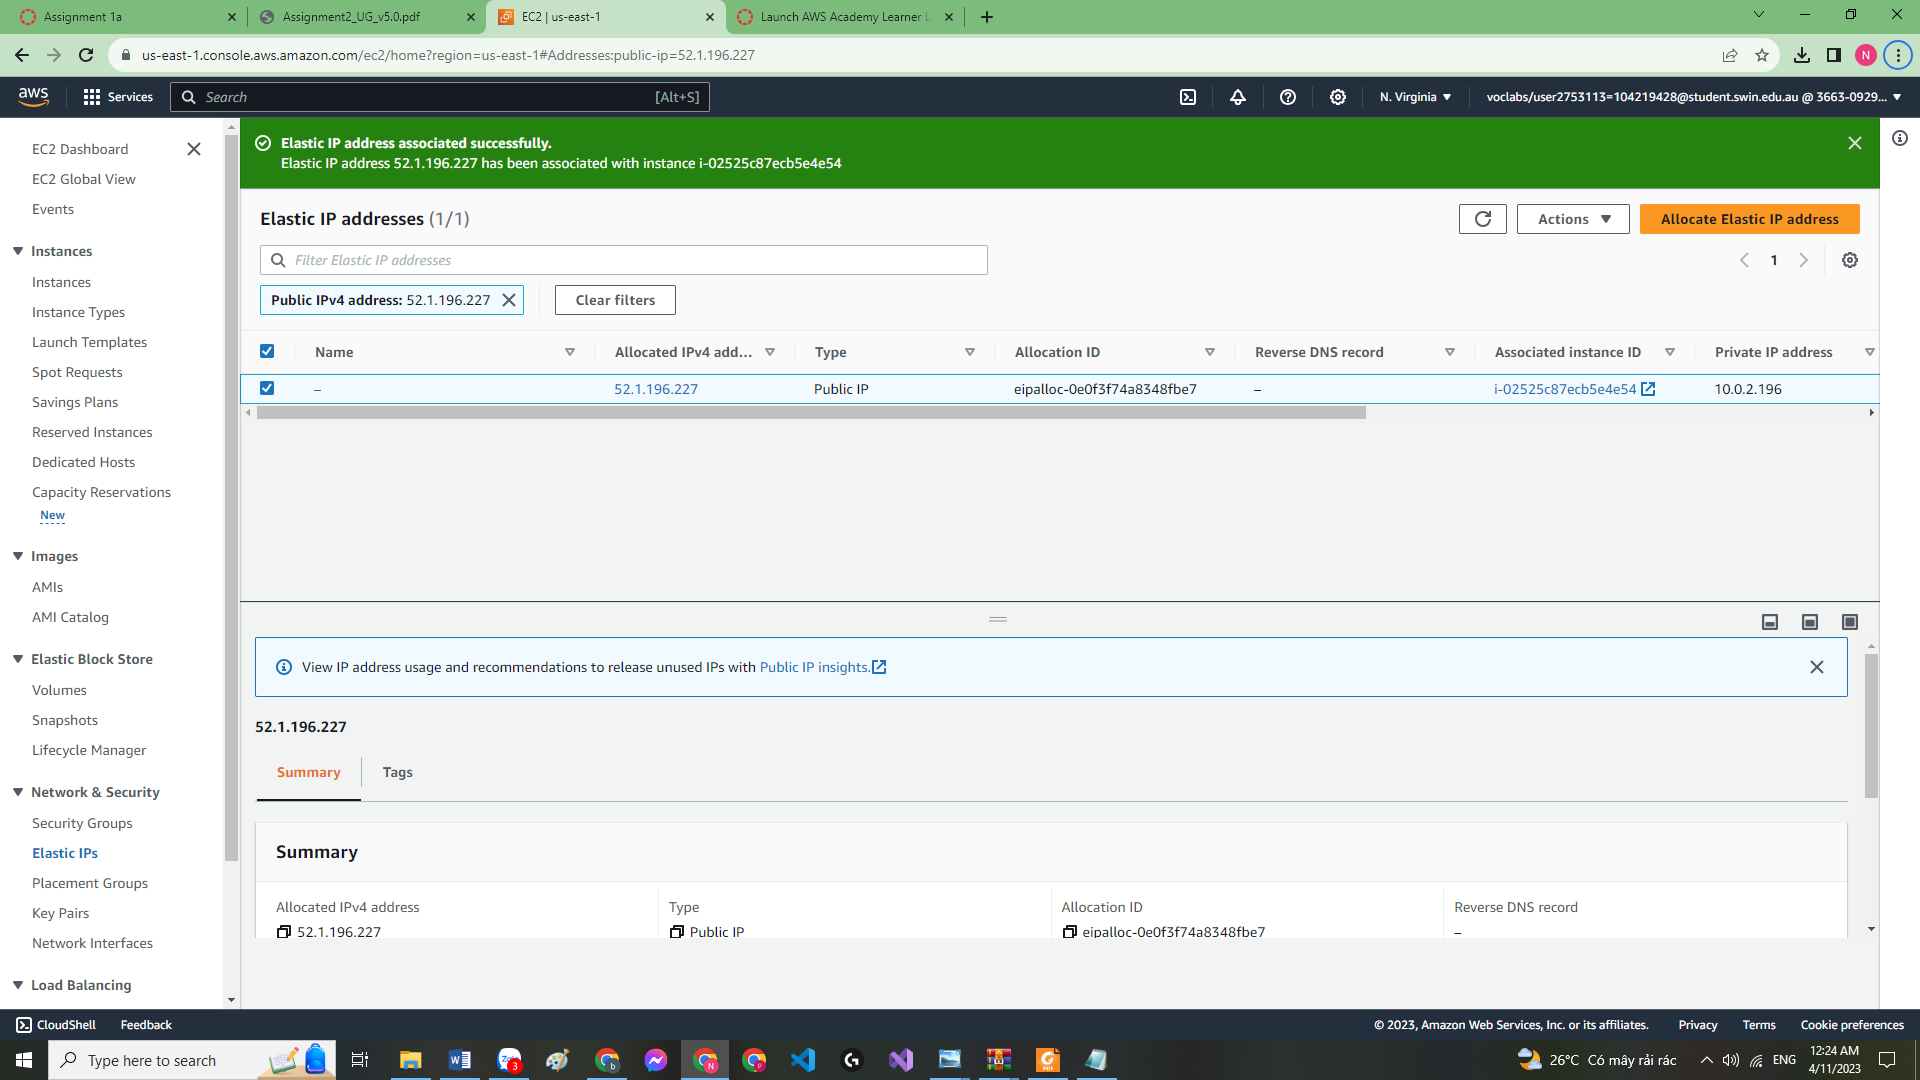 Assignment 1a
Assignment2_UG_v5.0.pdf
EC2 | us-east-1
Launch AWS Academy Learner L
us-east-1.console.aws.amazon.com/ec2/home?region=us-east-1#Addresses:public-ip=52.1.196.227
N
aws
Services
Search
[Alt+S]
N. Virginia
voclabs/user2753113=104219428@student.swin.edu.au @ 3663-0929...
EC2 Dashboard
EC2 Global View
Events
Instances
Instances
Instance Types
Launch Templates
Spot Requests
Savings Plans
Reserved Instances
Dedicated Hosts
Capacity Reservations
New
Images
AMIs
AMI Catalog
Elastic Block Store
Volumes
Snapshots
Lifecycle Manager
Network & Security
Security Groups
Elastic IPs
Placement Groups
Key Pairs
Network Interfaces
Load Balancing
Elastic IP address associated successfully.
Elastic IP address 52.1.196.227 has been associated with instance i-02525c87ecb5e4e54
Elastic IP addresses (1/1)
Actions
Allocate Elastic IP address
Filter Elastic IP addresses
1
Public IPv4 address: 52.1.196.227
Clear filters
Name Allocated IPv4 add... Type Allocation ID Reverse DNS record Associated instance ID Private IP address
– 52.1.196.227 Public IP eipalloc-0e0f3f74a8348fbe7 – i-02525c87ecb5e4e54 10.0.2.196
View IP address usage and recommendations to release unused IPs with Public IP insights.
52.1.196.227
Summary Tags
Summary
Allocated IPv4 address Type Allocation ID Reverse DNS record
52.1.196.227 Public IP eipalloc-0e0f3f74a8348fbe7 –
CloudShell Feedback
© 2023, Amazon Web Services, Inc. or its affiliates. Privacy Terms Cookie preferences
Type here to search
26°C Có mây rải rác
ENG
12:24 AM
4/11/2023